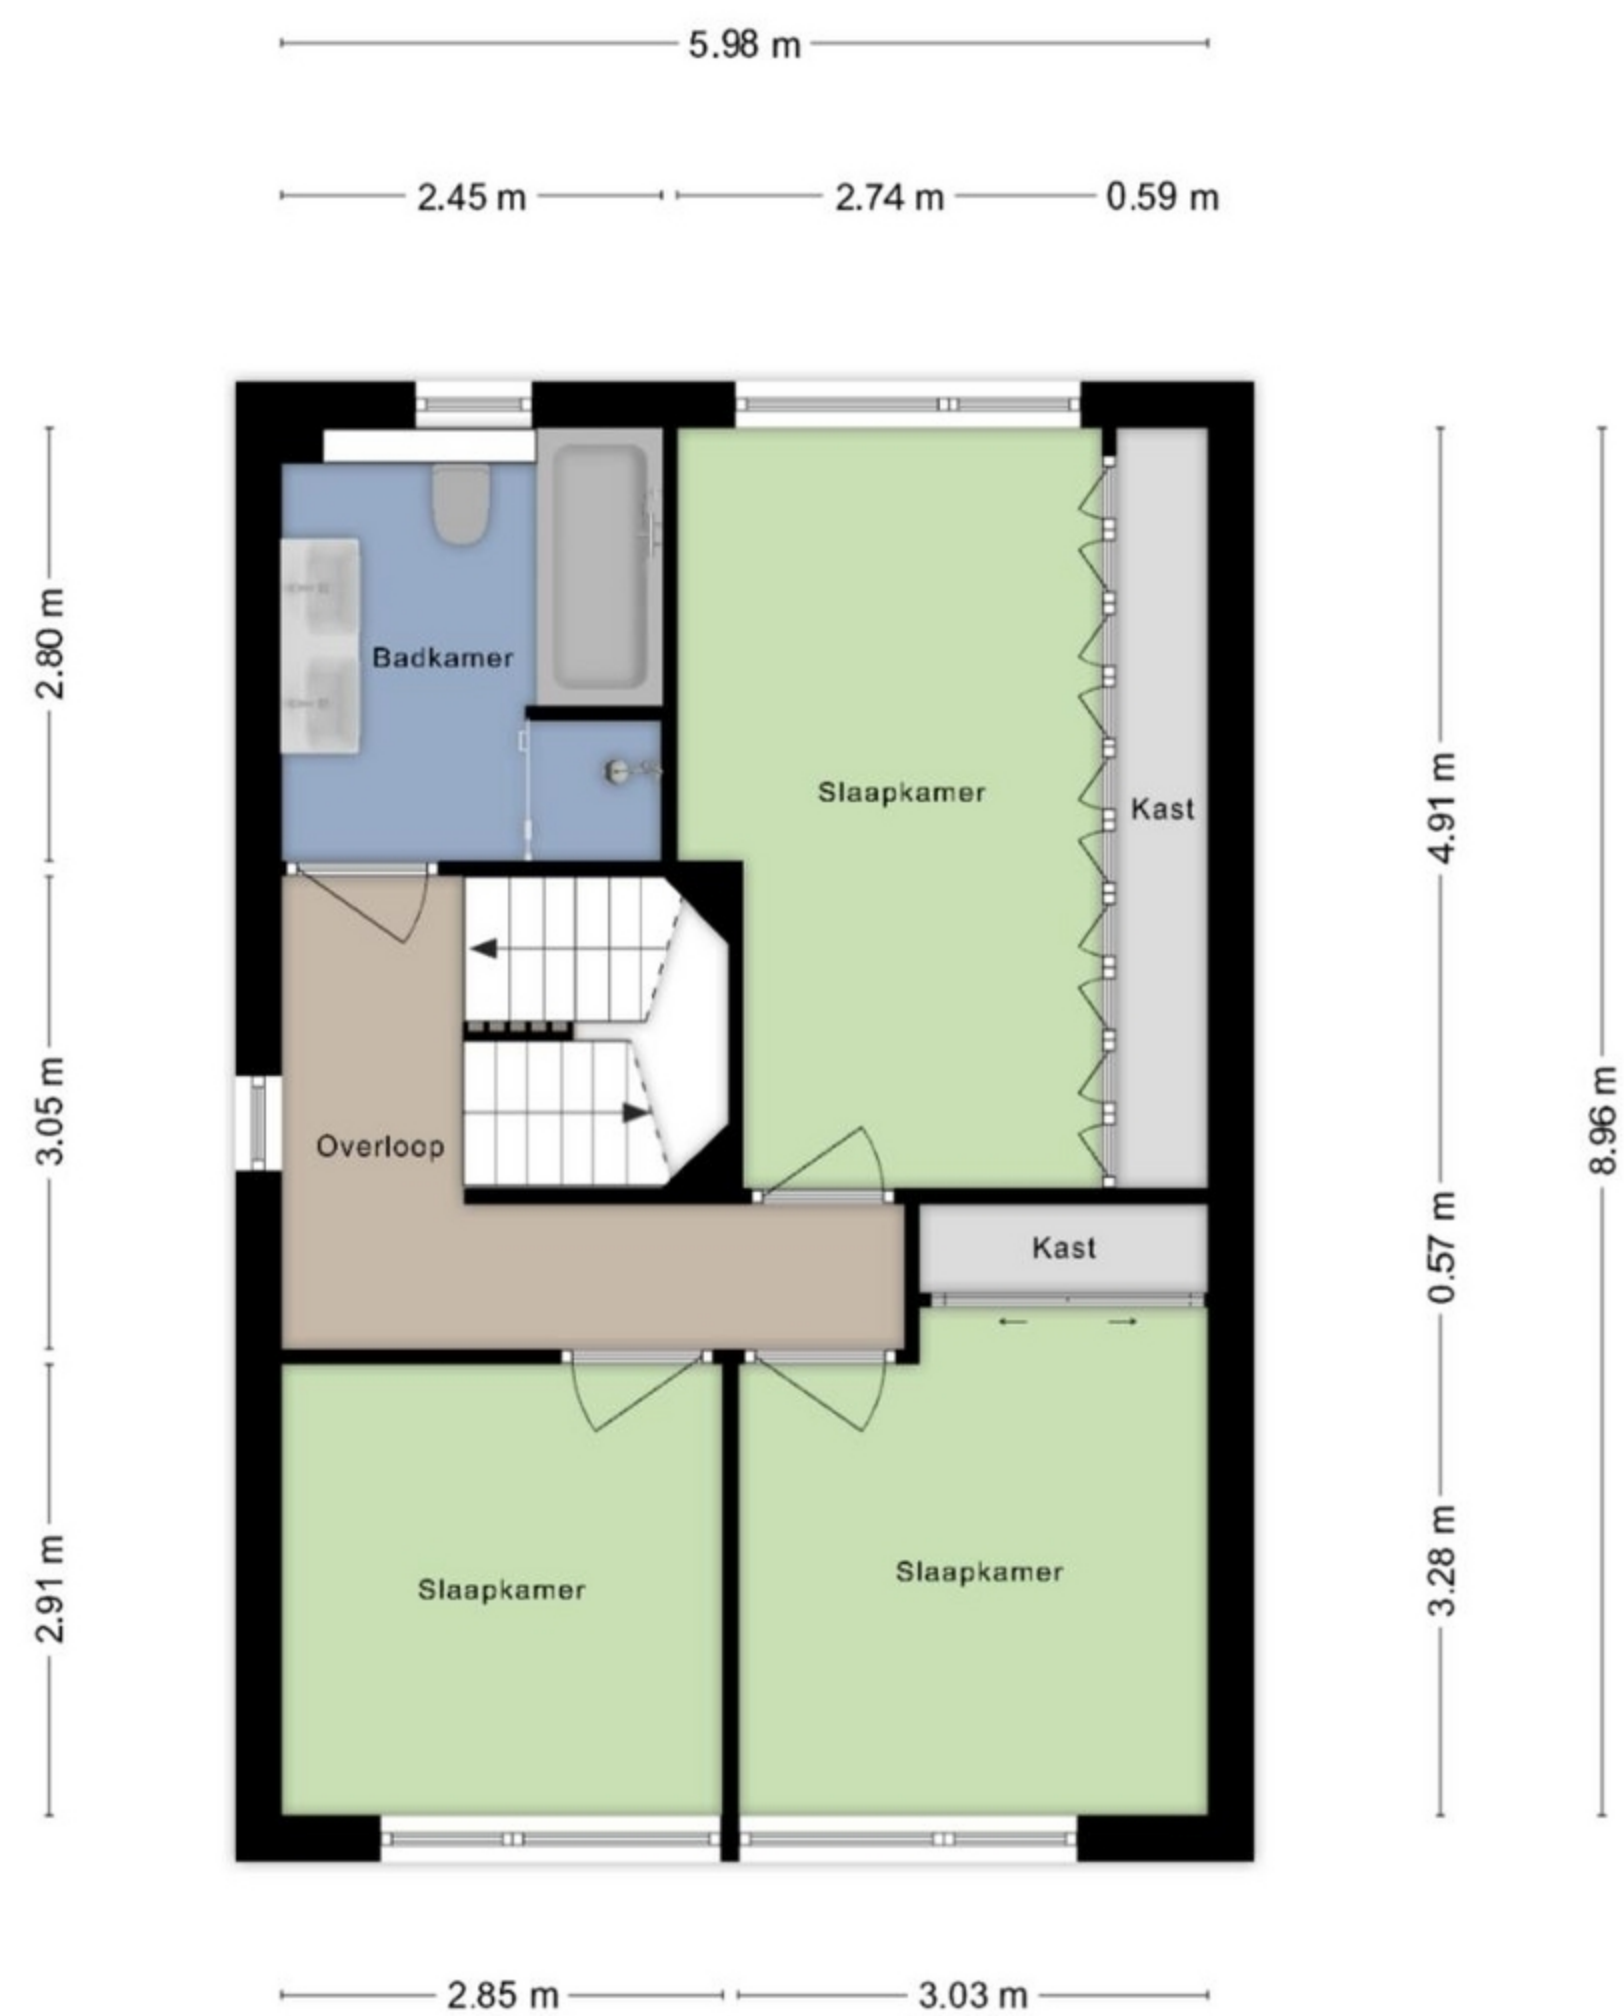 5.98 m
2.45 m
2.74 m
0.59 m
2.80 m
Badkamer
Slaapkamer
Kast
4.91 m
3.05 m
Overloop
8.96 m
Kast
0.57 m
2.91 m
Slaapkamer
Slaapkamer
3.28 m
2.85 m
3.03 m